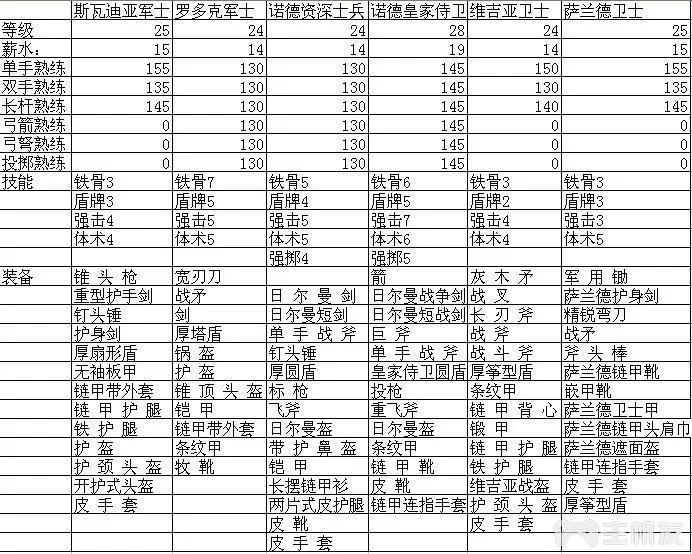 斯瓦迪亚军士 罗多克军士 诺德资深士兵 诺德皇家侍卫 维吉亚卫士 萨兰德卫士
等级 25 24 24 28 24 25
薪水: 15 14 14 19 14 15
单手熟练 155 130 130 145 150 155
双手熟练 135 130 130 145 130 135
长杆熟练 145 130 130 145 140 145
弓箭熟练 0 130 130 145 0 0
弓弩熟练 0 130 130 145 0 0
投掷熟练 0 130 130 145 0 0
技能 铁骨3 铁骨7 铁骨5 铁骨6 铁骨3 铁骨3
盾牌3 盾牌5 盾牌4 盾牌5 盾牌2 盾牌3
强击4 强击5 强击5 强击7 强击4 强击3
体术4 体术5 体术5 体术6 体术4 体术5
强掷4 强掷5
装备 锥头枪 宽刃刀 箭 灰木矛 军用锄
重型护手剑 战矛 日尔曼剑 日尔曼战争剑 战叉 萨兰德护身剑
钉头锤 剑 日尔曼短剑 日尔曼短战剑 长刃斧 精锐弯刀
护身剑 厚塔盾 单手战斧 巨斧 战斧 战矛
厚扇形盾 锅盔 钉头锤 单手战斧 战斗斧 斧头棒
无袖板甲 护盔 厚圆盾 皇家侍卫圆盾 厚筝型盾 萨兰德链甲靴
链甲带外套 锥顶头盔 标枪 投枪 条纹甲 嵌甲靴
链甲护腿 铠甲 飞斧 重飞斧 链甲背心 萨兰德卫士甲
铁护腿 链甲带外套 日尔曼盔 日尔曼盔 锻甲 萨兰德链甲头肩巾
护盔 条纹甲 带护鼻盔 条纹甲 链甲护腿 萨兰德遮面盔
护颈头盔 牧靴 铠甲 链甲靴 铁护腿 链甲连指手套
开护式头盔 长摆链甲衫 皮靴 维吉亚战盔 皮手套
皮手套 两片式皮护腿 链甲连指手套 护颈头盔 厚筝型盾
皮靴 皮手套
皮手套
主机友